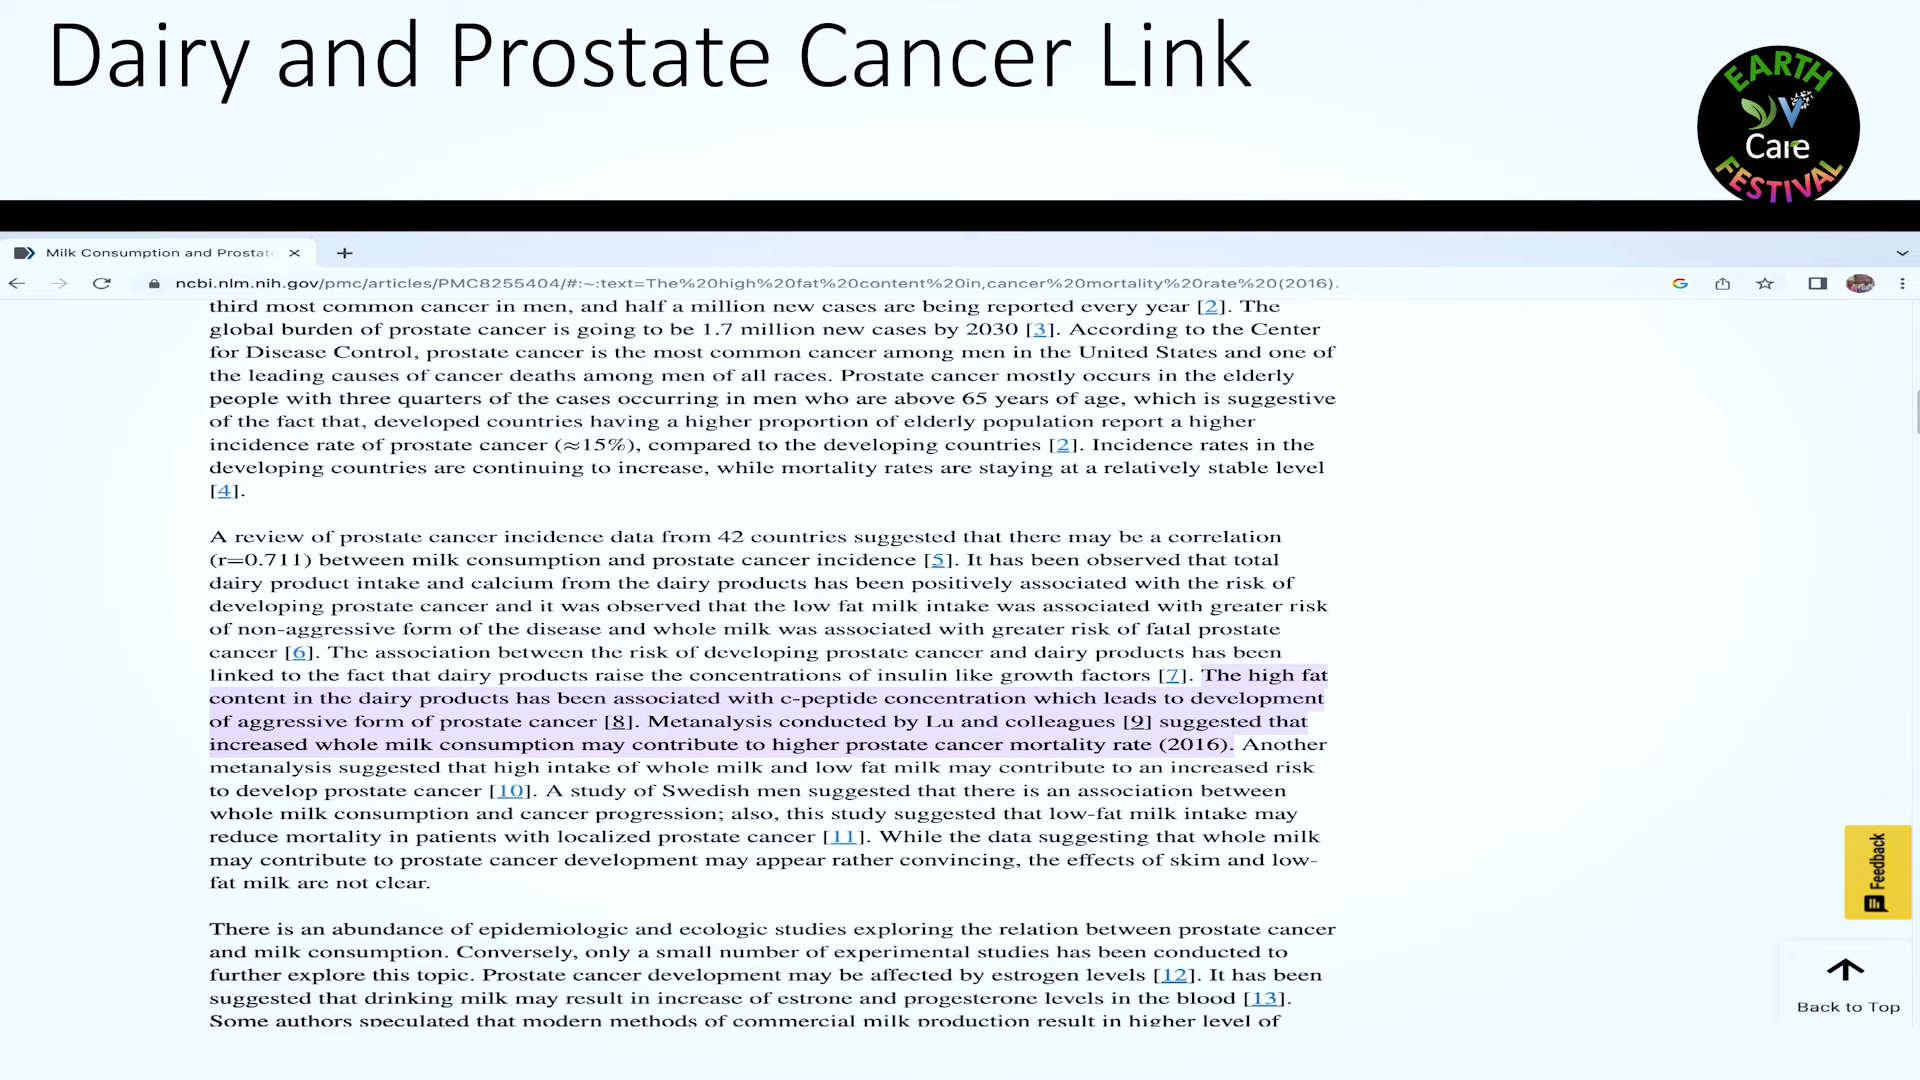 Dairy and Prostate Cancer Link
EARTH
V
Care
FESTIVAL
Milk Consumption and Prostat
ncbi.nlm.nih.gov/pmc/articles/PMC8255404/#:~:text=The%20high%20fat%20content%20in,cancer%20mortality%20rate%20(2016).
third most common cancer in men, and half a million new cases are being reported every year [2]. The
global burden of prostate cancer is going to be 1.7 million new cases by 2030 [3]. According to the Center
for Disease Control, prostate cancer is the most common cancer among men in the United States and one of
the leading causes of cancer deaths among men of all races. Prostate cancer mostly occurs in the elderly
people with three quarters of the cases occurring in men who are above 65 years of age, which is suggestive
of the fact that, developed countries having a higher proportion of elderly population report a higher
incidence rate of prostate cancer (≈15%), compared to the developing countries [2]. Incidence rates in the
developing countries are continuing to increase, while mortality rates are staying at a relatively stable level
[4].
A review of prostate cancer incidence data from 42 countries suggested that there may be a correlation
(r=0.711) between milk consumption and prostate cancer incidence [5]. It has been observed that total
dairy product intake and calcium from the dairy products has been positively associated with the risk of
developing prostate cancer and it was observed that the low fat milk intake was associated with greater risk
of non-aggressive form of the disease and whole milk was associated with greater risk of fatal prostate
cancer [6]. The association between the risk of developing prostate cancer and dairy products has been
linked to the fact that dairy products raise the concentrations of insulin like growth factors [7]. The high fat
content in the dairy products has been associated with c-peptide concentration which leads to development
of aggressive form of prostate cancer [8]. Metanalysis conducted by Lu and colleagues [9] suggested that
increased whole milk consumption may contribute to higher prostate cancer mortality rate (2016). Another
metanalysis suggested that high intake of whole milk and low fat milk may contribute to an increased risk
to develop prostate cancer [10]. A study of Swedish men suggested that there is an association between
whole milk consumption and cancer progression; also, this study suggested that low-fat milk intake may
reduce mortality in patients with localized prostate cancer [11]. While the data suggesting that whole milk
may contribute to prostate cancer development may appear rather convincing, the effects of skim and low-
fat milk are not clear.
There is an abundance of epidemiologic and ecologic studies exploring the relation between prostate cancer
and milk consumption. Conversely, only a small number of experimental studies has been conducted to
further explore this topic. Prostate cancer development may be affected by estrogen levels [12]. It has been
suggested that drinking milk may result in increase of estrone and progesterone levels in the blood [13].
Some authors speculated that modern methods of commercial milk production result in higher level of
Feedback
Back to Top